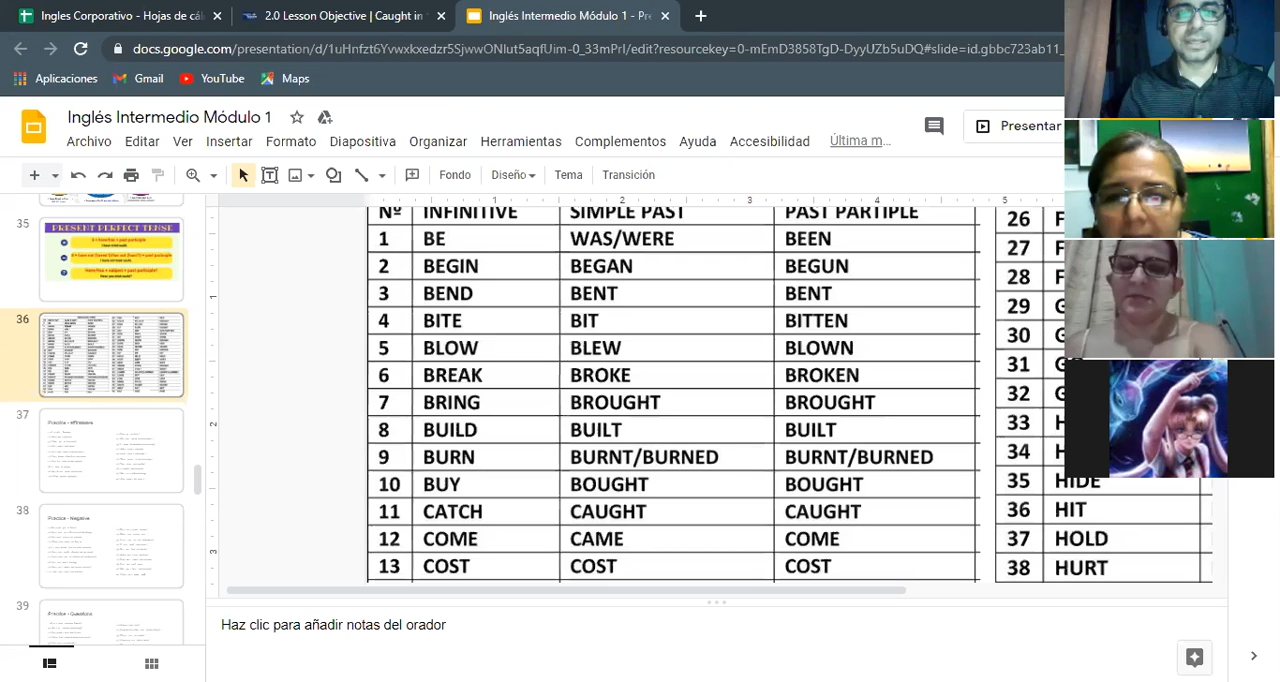 Ingles Corporativo - Hojas de cál
2.0 Lesson Objective | Caught in
Inglés Intermedio Módulo 1 - Pre
docs.google.com/presentation/d/1uHnfzt6Yvwxkxedzr5SjwwONlut5aqfUim-0_33mPrI/edit?resourcekey=0-mEmD3858TgD-DyyUZb5uDQ#slide=id.gbbc723ab11_
Aplicaciones Gmail YouTube Maps
Inglés Intermedio Módulo 1
Archivo Editar Ver Insertar Formato Diapositiva Organizar Herramientas Complementos Ayuda Accesibilidad Última m...
Presentar
Fondo Diseño Tema Transición
35
PRESENT PERFECT TENSE
36
37
Practice - Affirmative
38
Practice - Negative
39
Practice - Questions
2 3 4 5
1
2
3
Nº INFINITIVE SIMPLE PAST PAST PARTIPLE
1 BE WAS/WERE BEEN
2 BEGIN BEGAN BEGUN
3 BEND BENT BENT
4 BITE BIT BITTEN
5 BLOW BLEW BLOWN
6 BREAK BROKE BROKEN
7 BRING BROUGHT BROUGHT
8 BUILD BUILT BUILT
9 BURN BURNT/BURNED BURNT/BURNED
10 BUY BOUGHT BOUGHT
11 CATCH CAUGHT CAUGHT
12 COME CAME COME
13 COST COST COST
26 F
27 F
28 F
29 G
30 G
31
32 G
33 H
34 H
35 HIDE
36 HIT
37 HOLD
38 HURT
Haz clic para añadir notas del orador